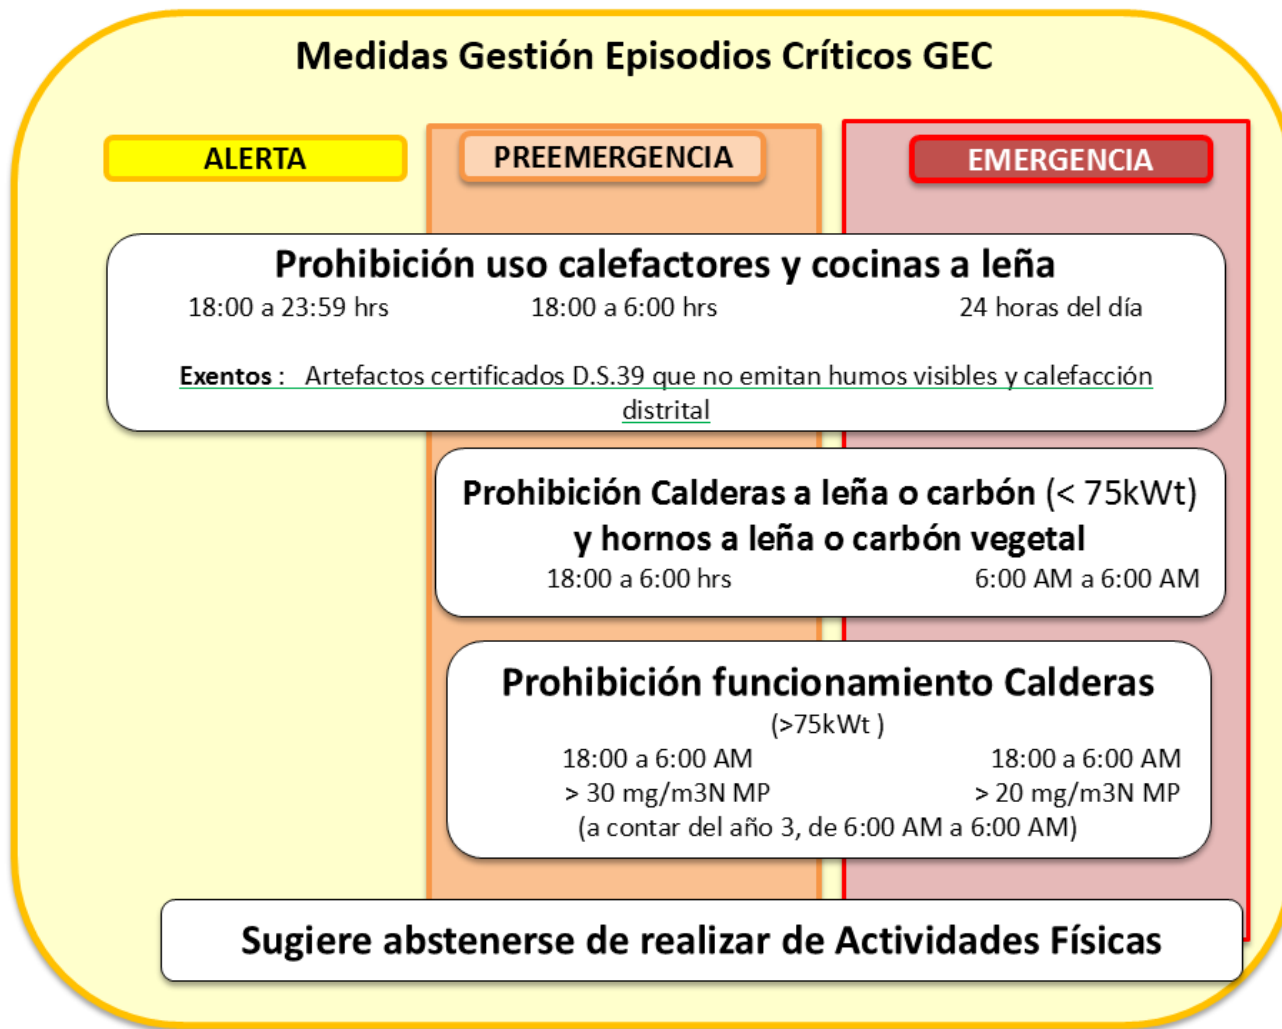 Medidas Gestión Episodios Críticos GEC
ALERTA
PREEMERGENCIA
EMERGENCIA
Prohibición uso calefactores y cocinas a leña
18:00 a 23:59 hrs
18:00 a 6:00 hrs
24 horas del día
Exentos : Artefactos certificados D.S.39 que no emitan humos visibles y calefacción
distrital
Prohibición Calderas a leña o carbón (< 75kWt)
y hornos a leña o carbón vegetal
18:00 a 6:00 hrs
6:00 AM a 6:00 AM
Prohibición funcionamiento Calderas
(>75kWt )
18:00 a 6:00 AM
18:00 a 6:00 AM
> 30 mg/m3N MP
> 20 mg/m3N MP
(a contar del año 3, de 6:00 AM a 6:00 AM)
Sugiere abstenerse de realizar de Actividades Físicas